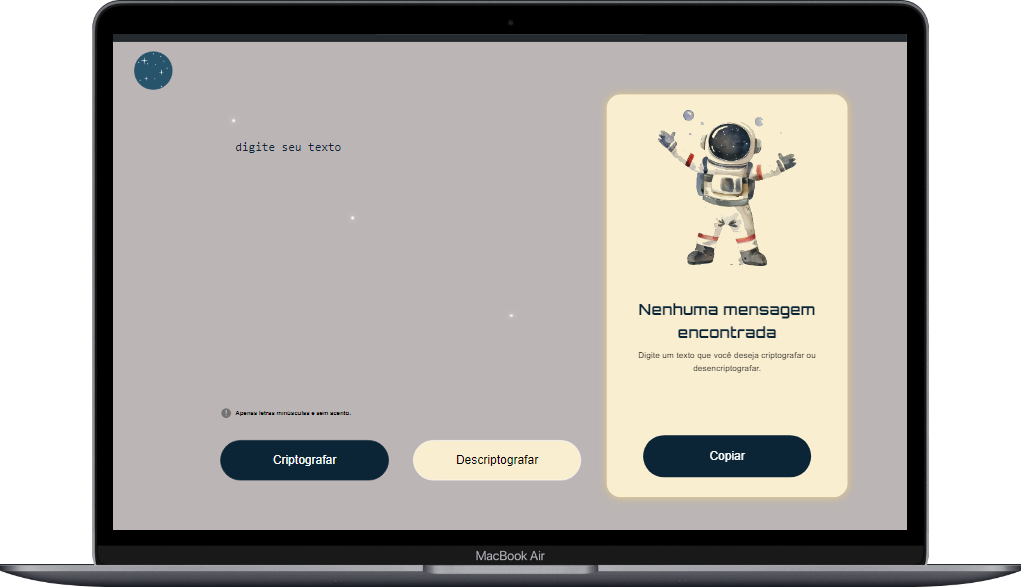 digite seu texto
Nenhuma mensagem
encontrada
Digite um texto que você deseja criptografar ou
desencriptografar.
Apenas letras minúsculas e sem acento.
Criptografar
Descriptografar
Copiar
MacBook Air